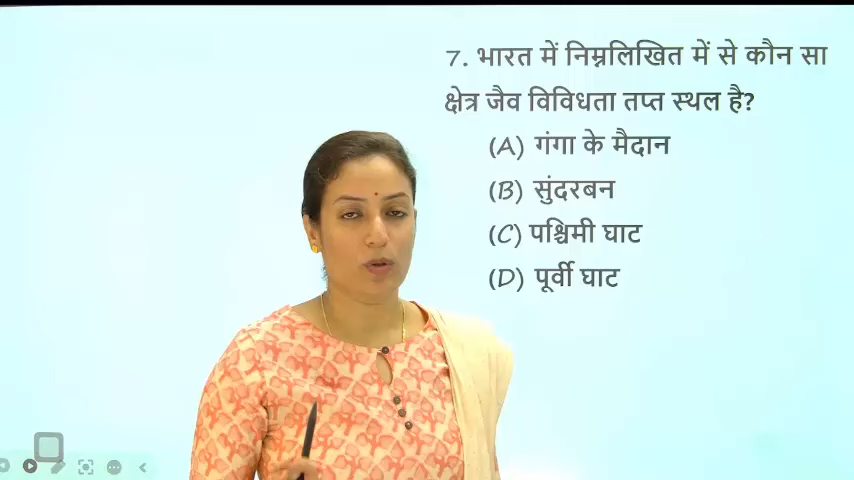 7. भारत में निम्नलिखित में से कौन सा
क्षेत्र जैव विविधता तप्त स्थल है?
(A) गंगा के मैदान
(B) सुंदरबन
(C) पश्चिमी घाट
(D) पूर्वी घाट